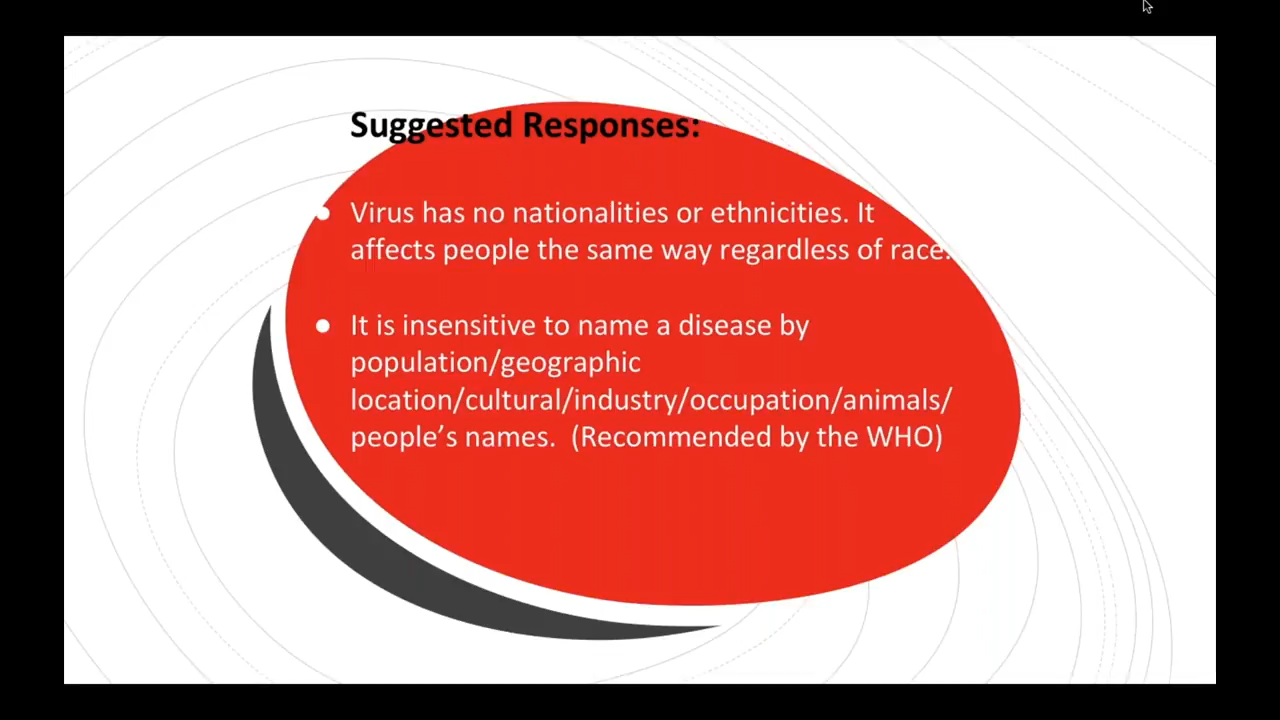 Suggested Responses:
● Virus has no nationalities or ethnicities. It
affects people the same way regardless of race.
● It is insensitive to name a disease by
population/geographic
location/cultural/industry/occupation/animals/
people’s names.  (Recommended by the WHO)